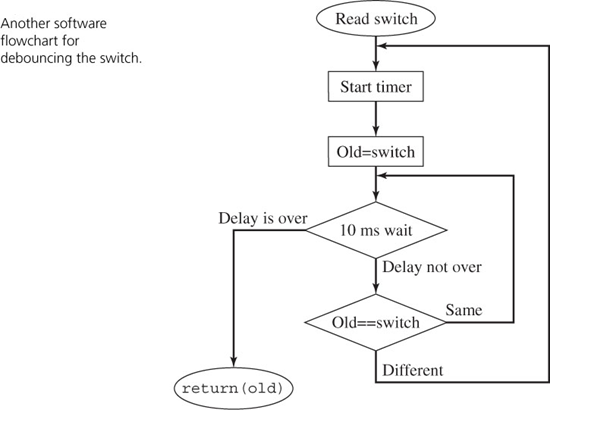 Another software
flowchart for
debouncing the switch.
Read switch
Start timer
Old=switch
Delay is over
10 ms wait
Delay not over
Old==switch
Same
Different
return(old)